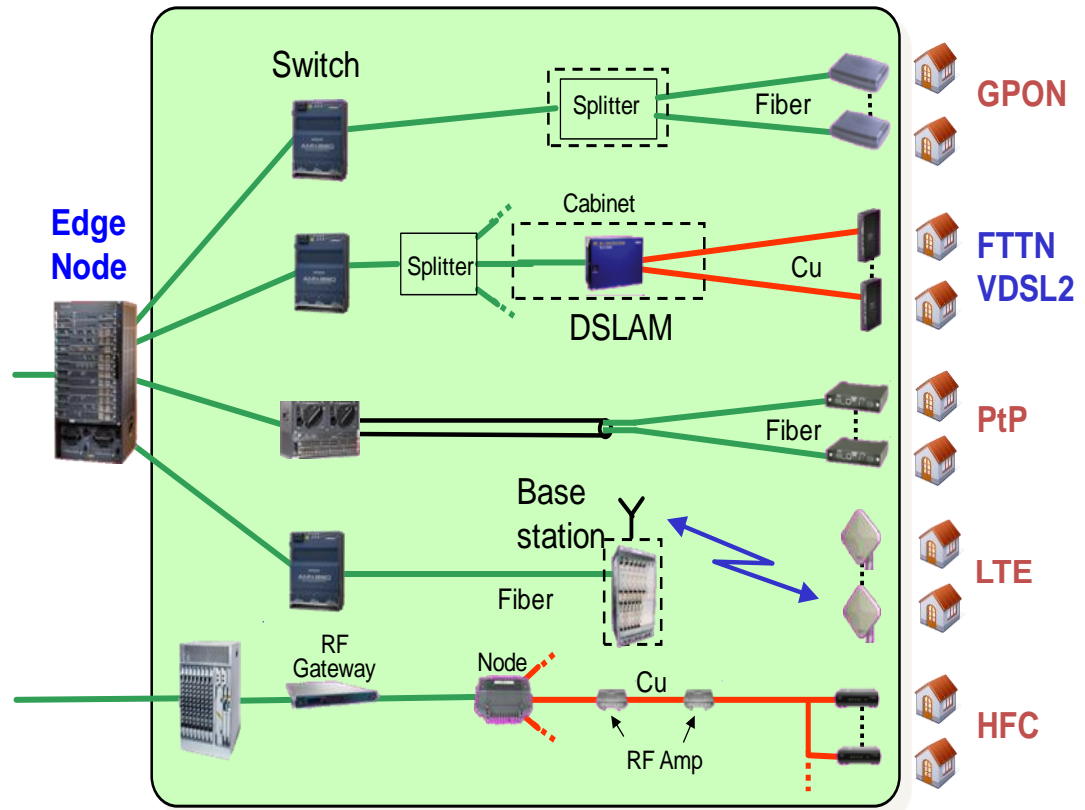 Switch
Splitter
Fiber
GPON
Edge
Node
Cabinet
Splitter
Cu
DSLAM
FTTN
VDSL2
Fiber
PtP
Base
station
Fiber
LTE
RF
Gateway
Node
Cu
RF Amp
HFC